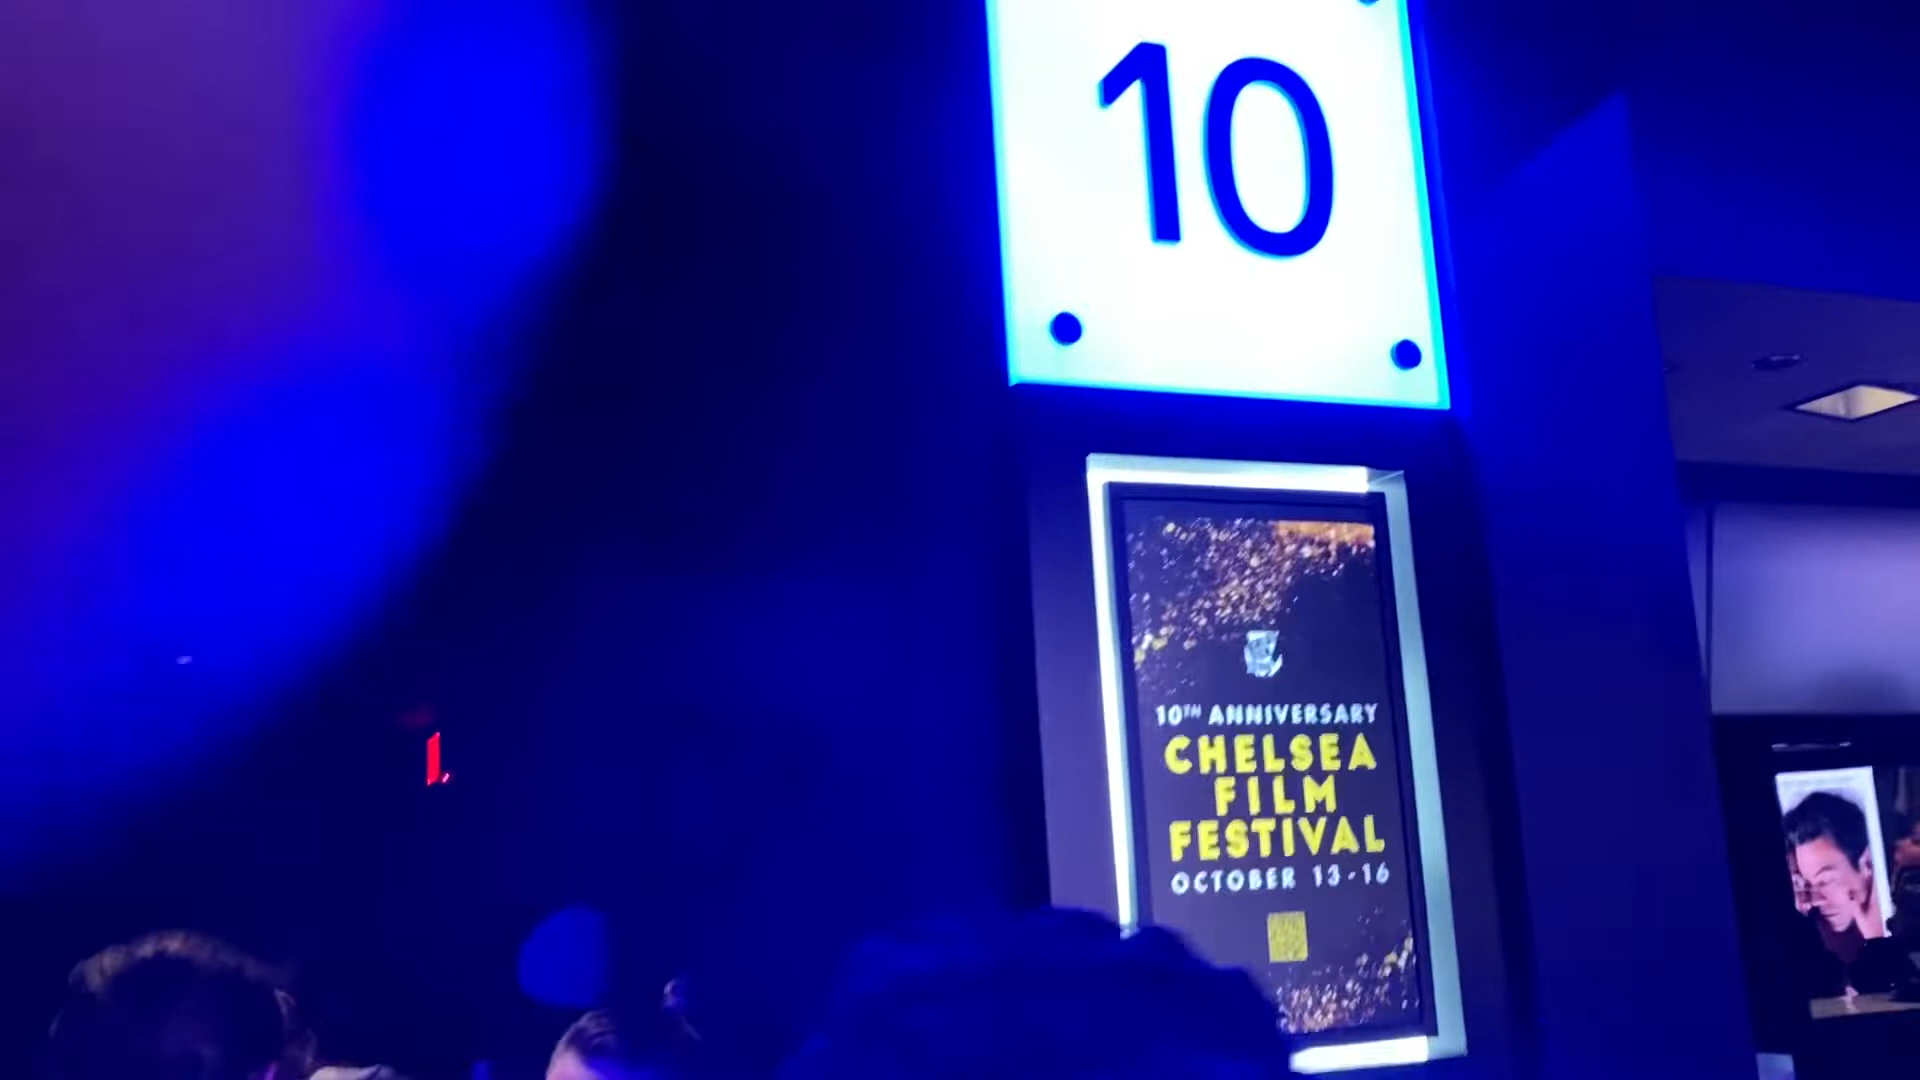 10
10TH ANNIVERSARY
CHELSEA
FILM
FESTIVAL
OCTOBER 13-16